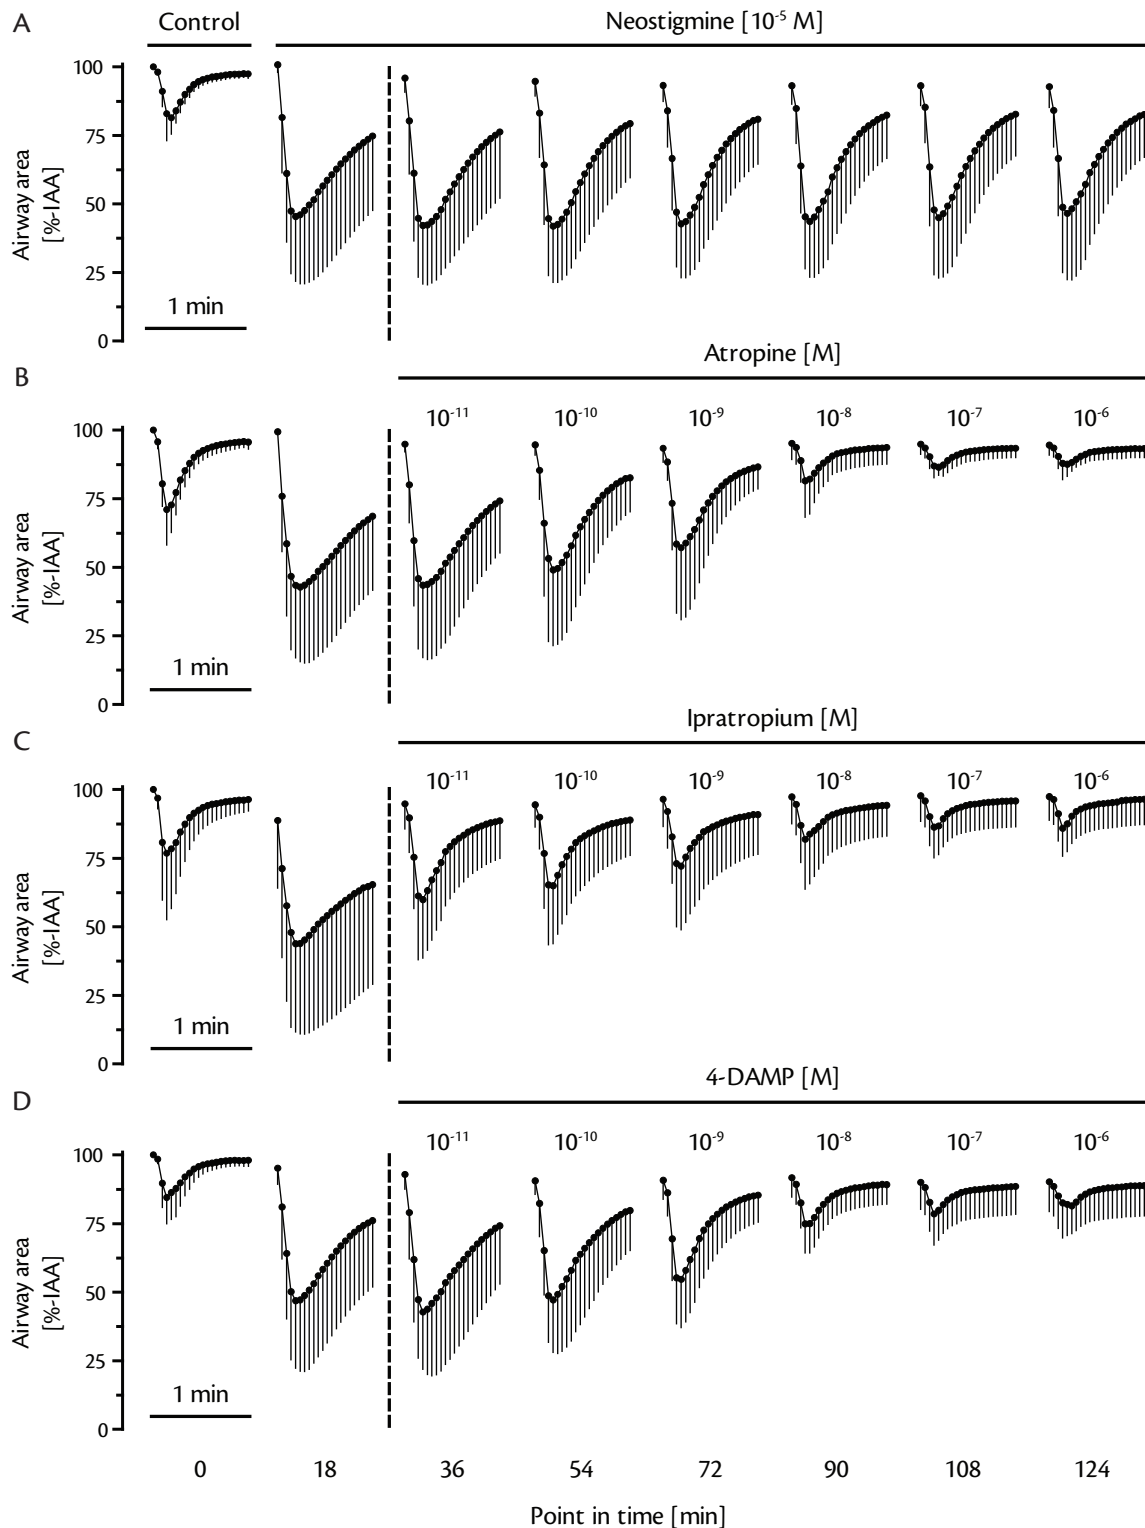 A
Control
Neostigmine [10⁻⁵ M]
100
75
50
25
0
Airway area
[%-IAA]
1 min
B
Atropine [M]
10⁻¹¹ 10⁻¹⁰ 10⁻⁹ 10⁻⁸ 10⁻⁷ 10⁻⁶
100
75
50
25
0
Airway area
[%-IAA]
1 min
C
Ipratropium [M]
10⁻¹¹ 10⁻¹⁰ 10⁻⁹ 10⁻⁸ 10⁻⁷ 10⁻⁶
100
75
50
25
0
Airway area
[%-IAA]
1 min
D
4-DAMP [M]
10⁻¹¹ 10⁻¹⁰ 10⁻⁹ 10⁻⁸ 10⁻⁷ 10⁻⁶
100
75
50
25
0
Airway area
[%-IAA]
1 min
0 18 36 54 72 90 108 124
Point in time [min]